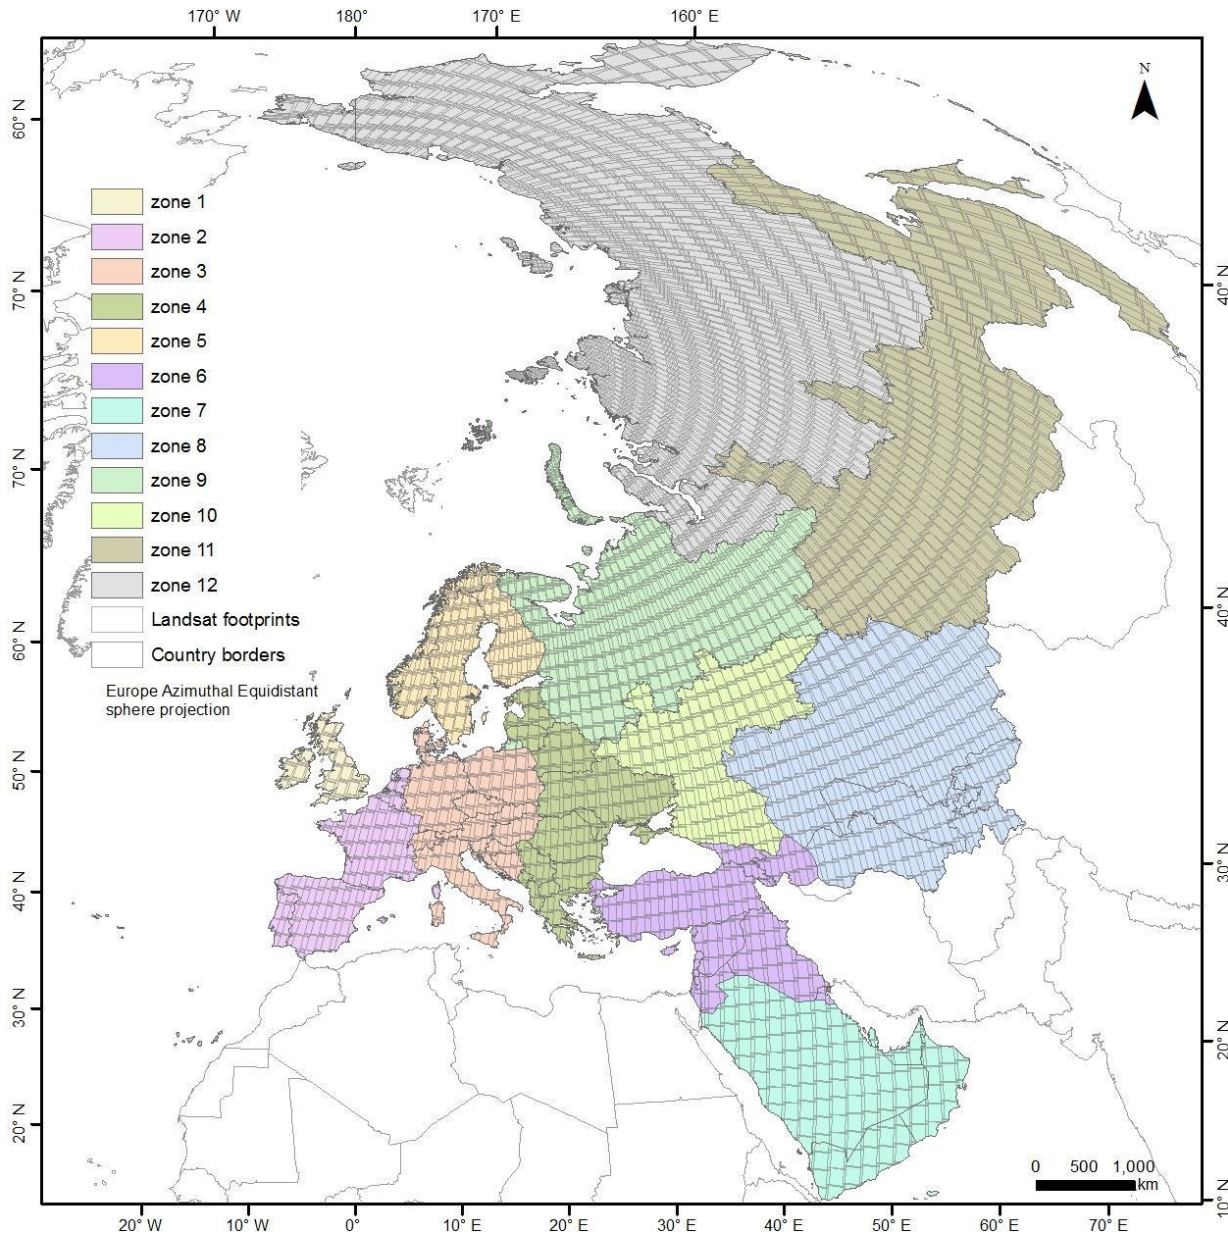 170° W 180° 170° E 160° E
N
60° N
70° N
70° N
60° N
50° N
40° N
30° N
20° N
zone 1
zone 2
zone 3
zone 4
zone 5
zone 6
zone 7
zone 8
zone 9
zone 10
zone 11
zone 12
Landsat footprints
Country borders
Europe Azimuthal Equidistant
sphere projection
40° N
40° N
30° N
20° N
10° N
0 500 1,000
km
20° W 10° W 0° 10° E 20° E 30° E 40° E 50° E 60° E 70° E